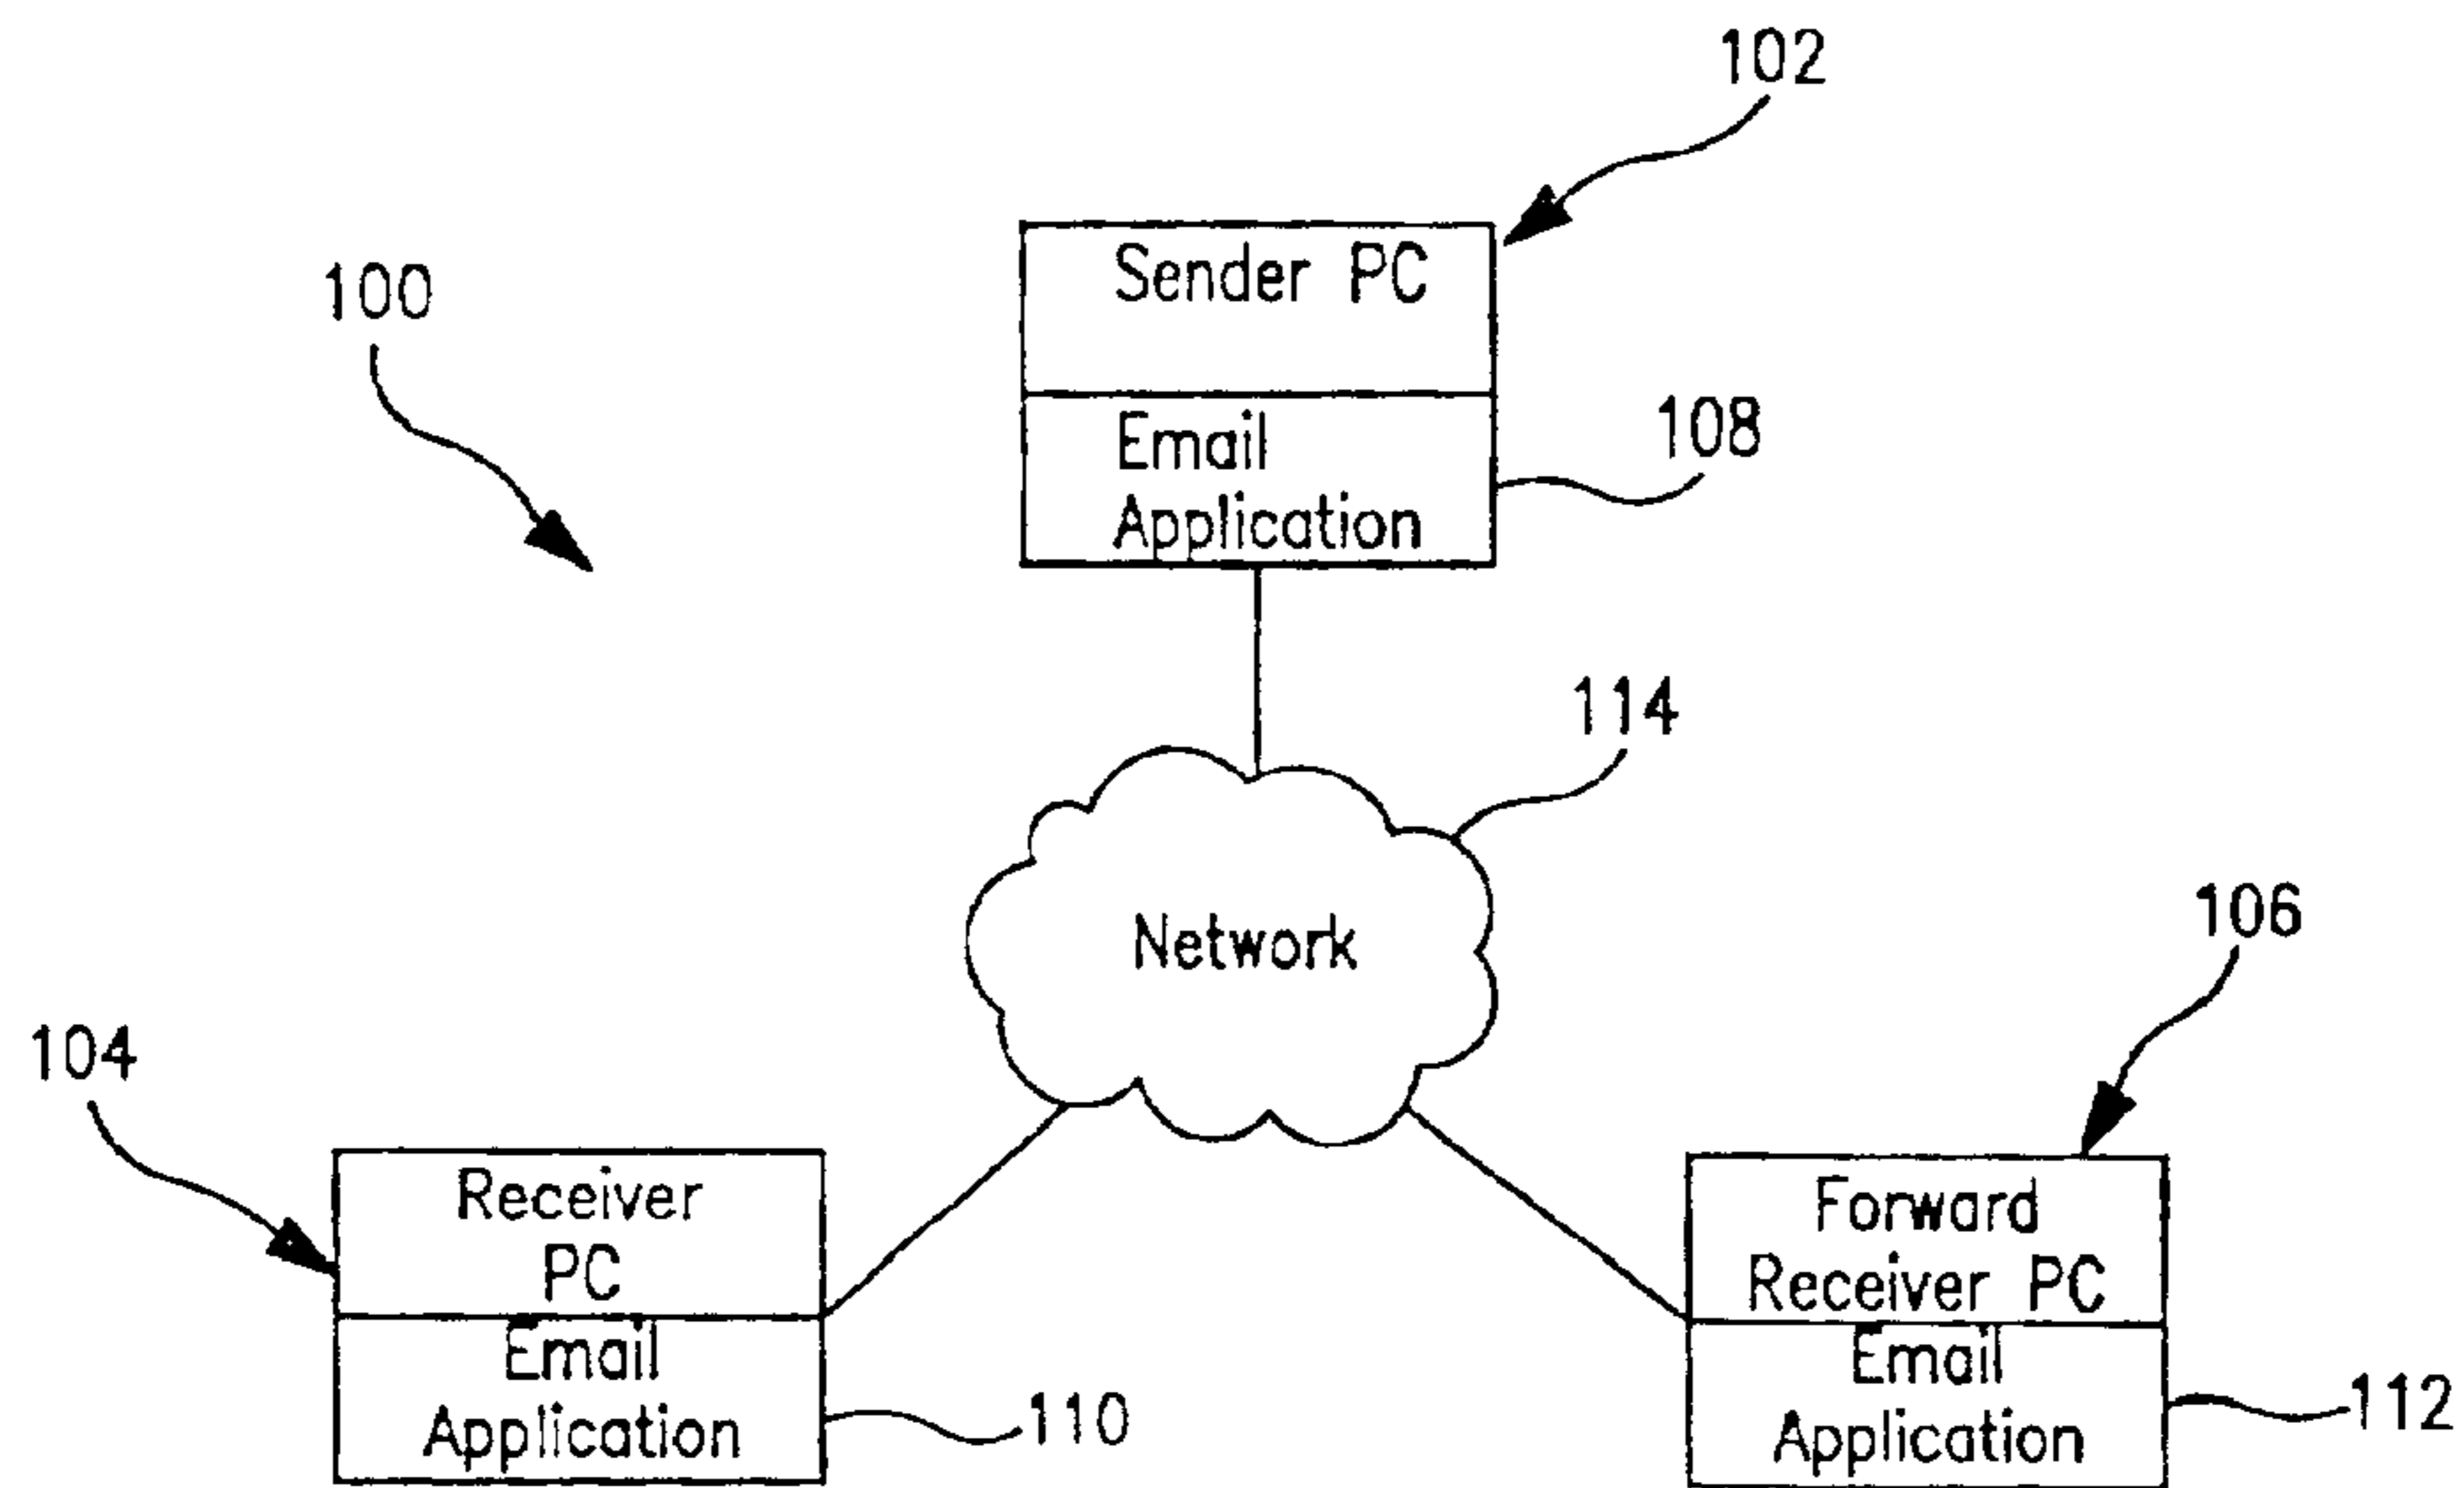 102
100
Sender PC
Email
Application
108
114
Network
106
104
Receiver
PC
Email
Application
110
Forward
Receiver PC
Email
Application
112